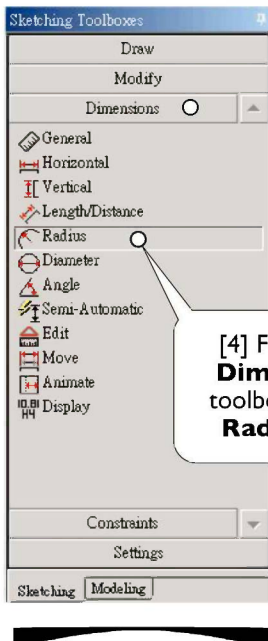 Sketching Toolboxes
Draw
Modify
Dimensions
General
Horizontal
Vertical
Length/Distance
Radius
Diameter
Angle
Semi-Automatic
Edit
Move
Animate
Display
[4] F
Dim
toolb
Rad
Constraints
Settings
Sketching Modeling